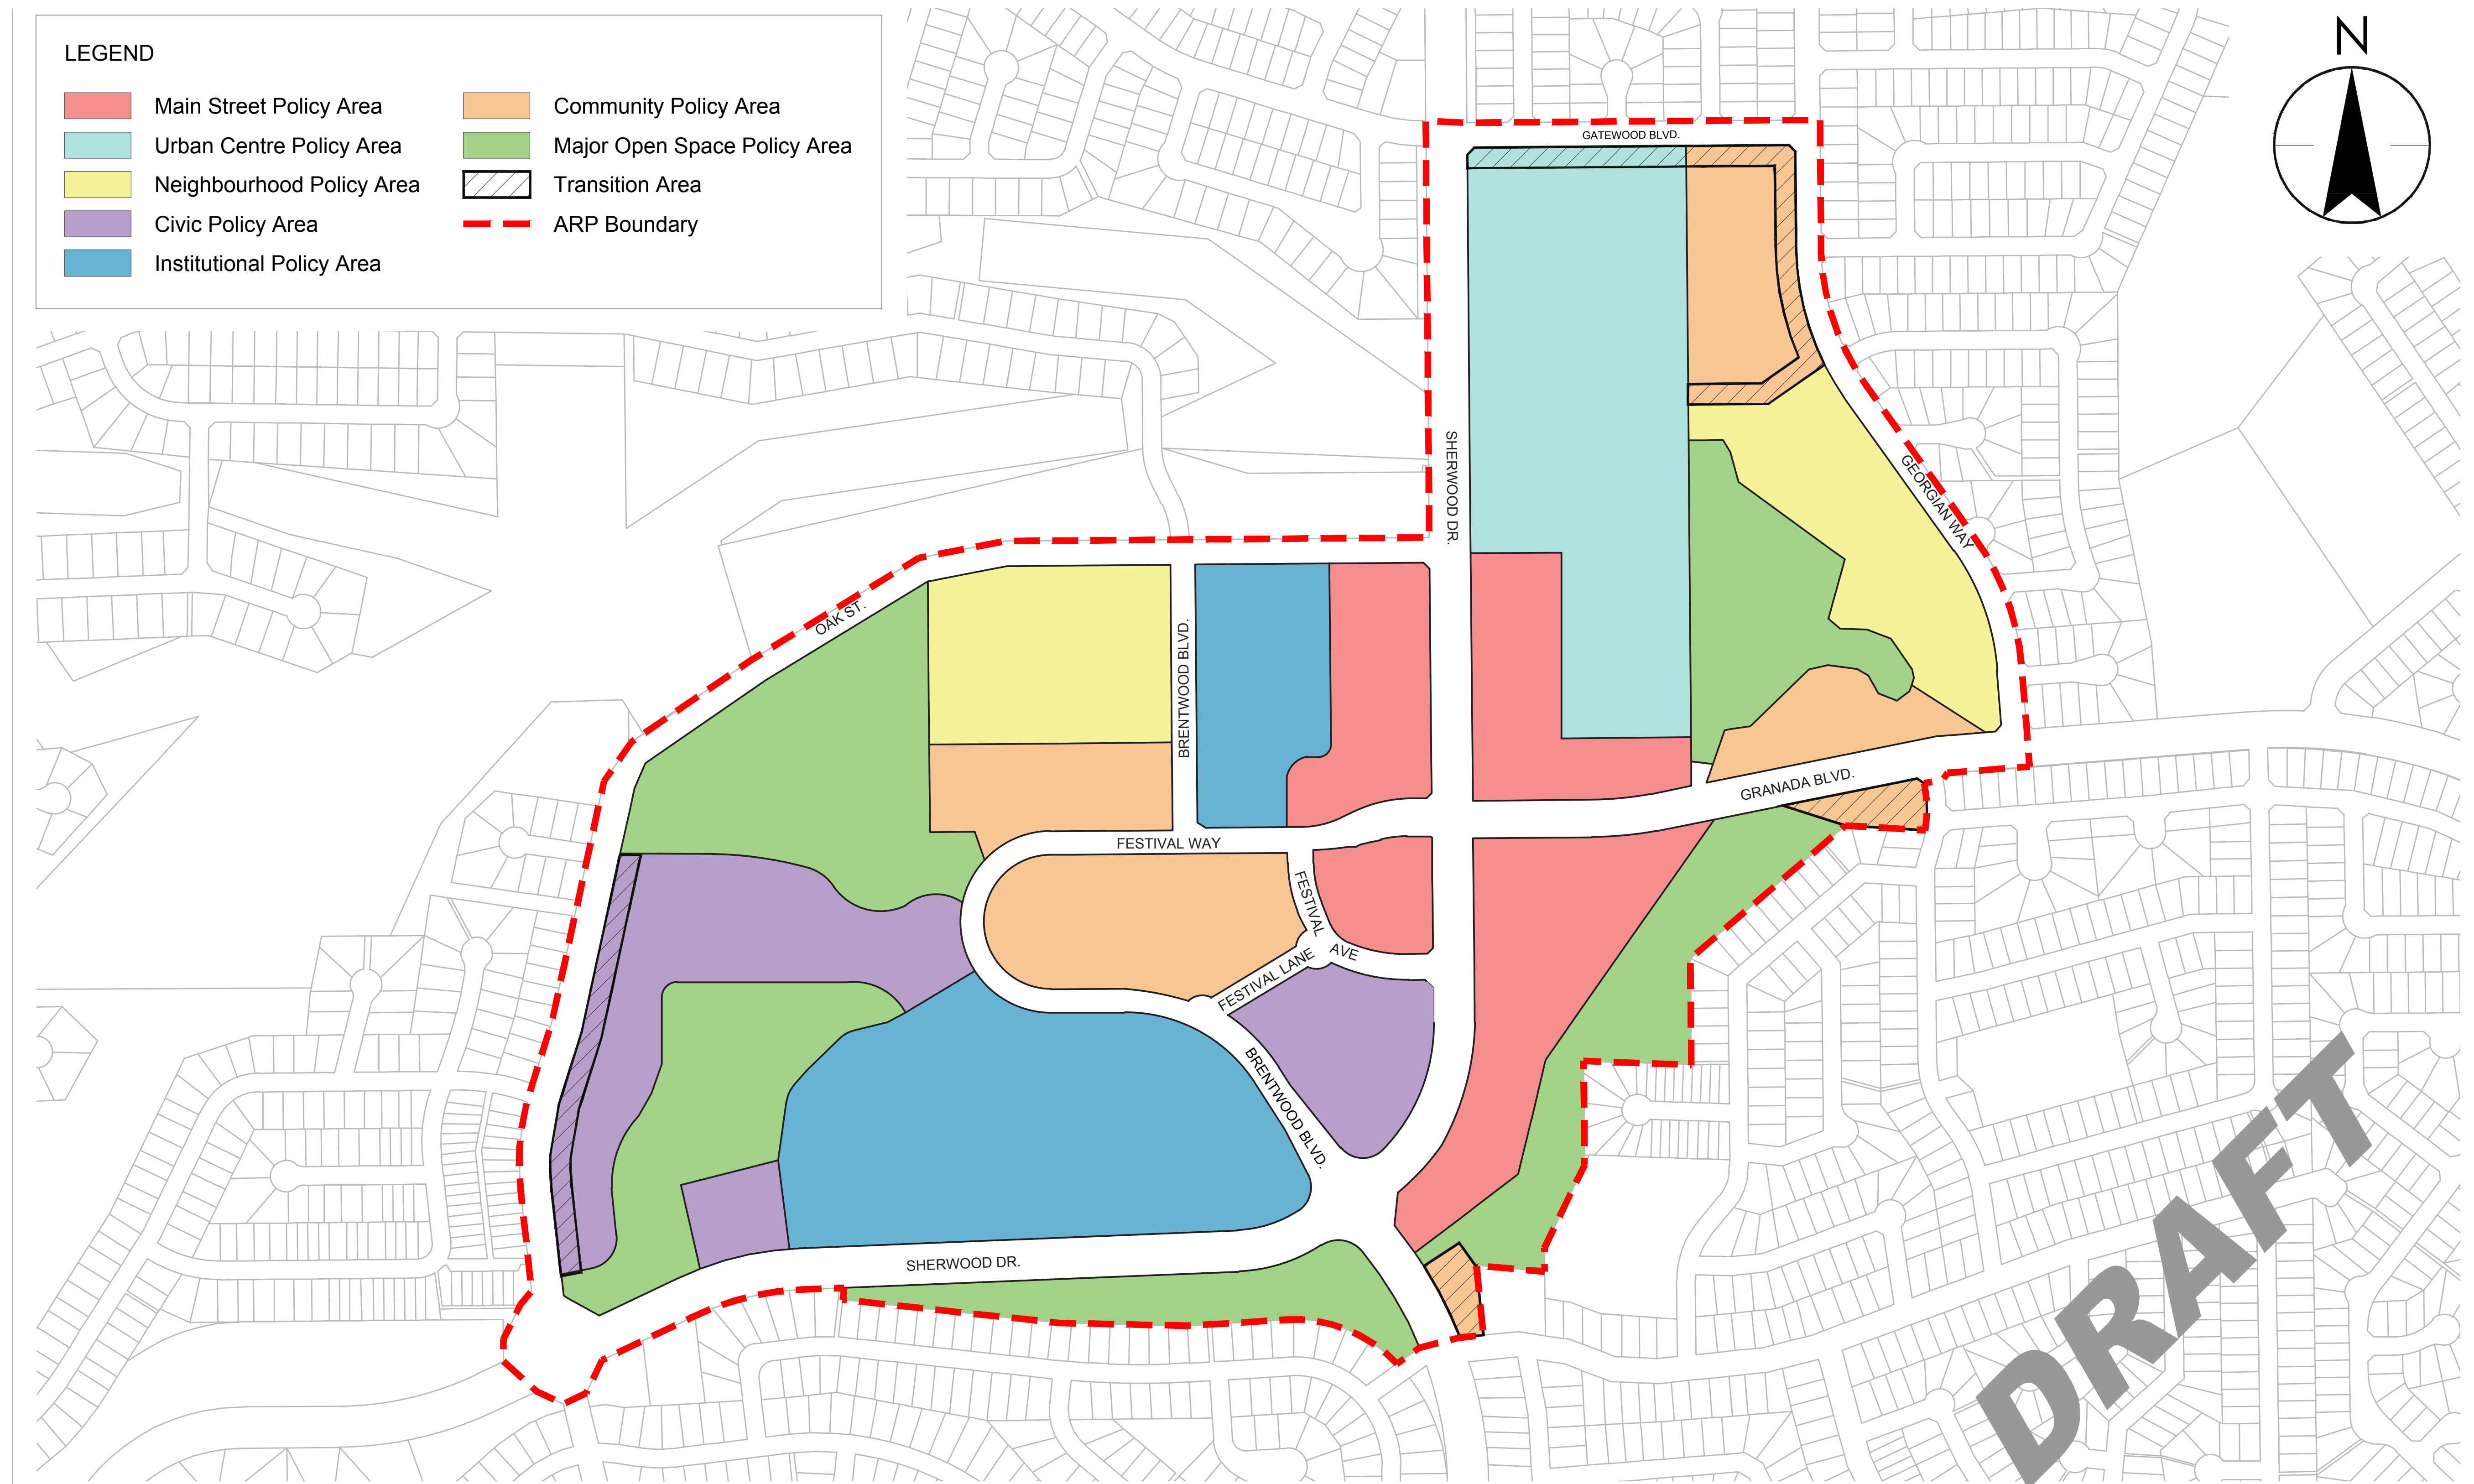 LEGEND
Main Street Policy Area
Urban Centre Policy Area
Neighbourhood Policy Area
Civic Policy Area
Institutional Policy Area
Community Policy Area
Major Open Space Policy Area
Transition Area
ARP Boundary
N
GATEWOOD BLVD.
SHERWOOD DR.
GEORGIAN WAY
OAK ST.
BRENTWOOD BLVD.
GRANADA BLVD.
FESTIVAL WAY
FESTIVAL AVE
FESTIVAL LANE
BRENTWOOD BLVD.
SHERWOOD DR.
DRAFT